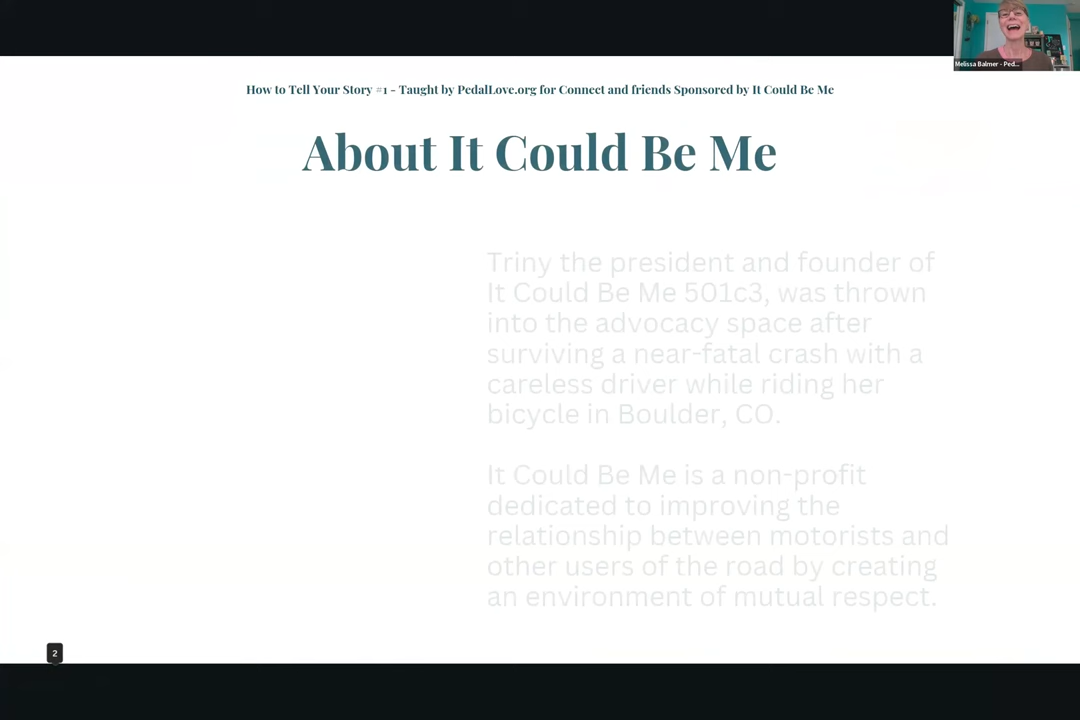 Melissa Balmer - Ped...
How to Tell Your Story #1 - Taught by PedalLove.org for Connect and friends Sponsored by It Could Be Me
About It Could Be Me
Triny the president and founder of
It Could Be Me 501c3, was thrown
into the advocacy space after
surviving a near-fatal crash with a
careless driver while riding her
bicycle in Boulder, CO.
It Could Be Me is a non-profit
dedicated to improving the
relationship between motorists and
other users of the road by creating
an environment of mutual respect.
2